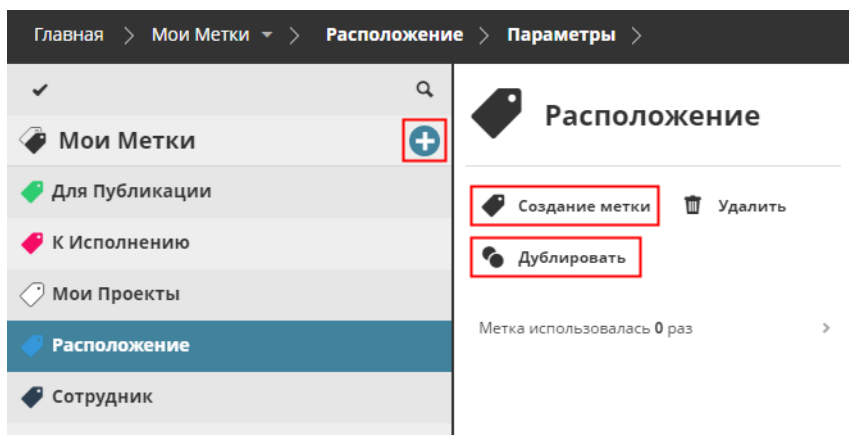 Главная > Мои Метки > Расположение > Параметры >
Мои Метки
Для Публикации
К Исполнению
Мои Проекты
Расположение
Сотрудник
Расположение
Создание метки Удалить
Дублировать
Метка использовалась 0 раз